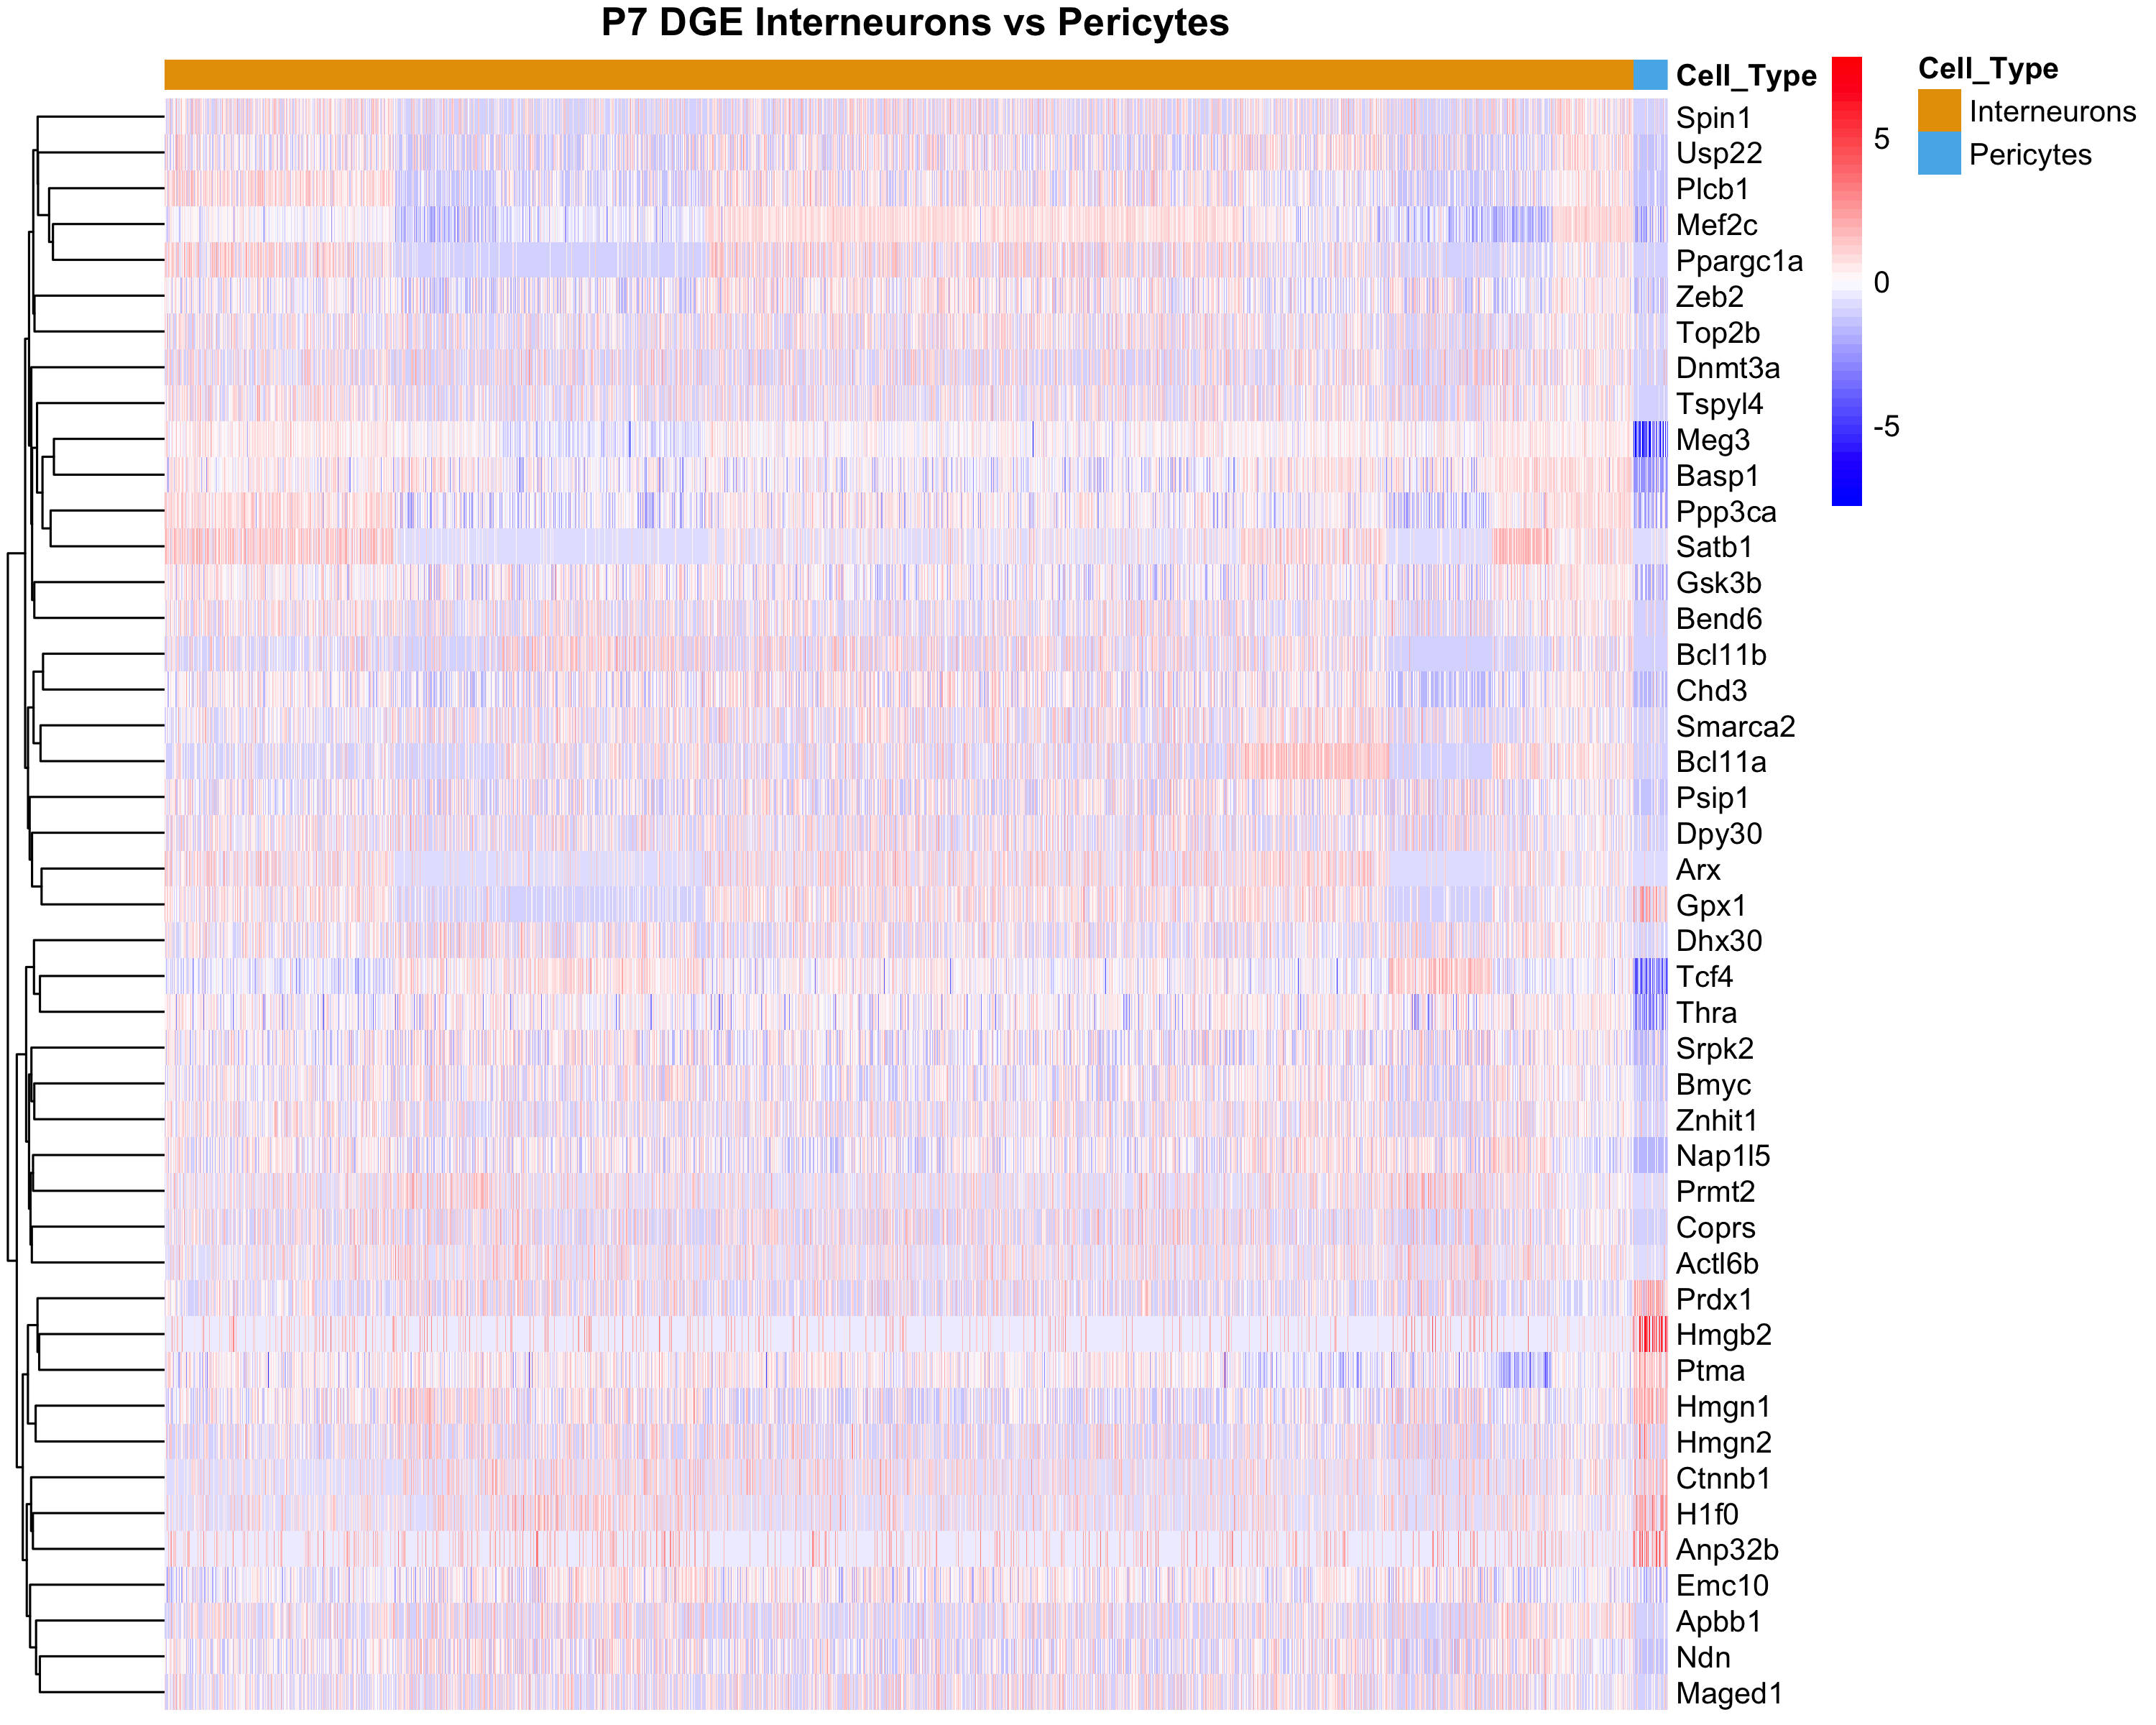 P7 DGE Interneurons vs Pericytes
Cell_Type
Spin1
Usp22
Plcb1
Mef2c
Ppargc1a
Zeb2
Top2b
Dnmt3a
Tspyl4
Meg3
Basp1
Ppp3ca
Satb1
Gsk3b
Bend6
Bcl11b
Chd3
Smarca2
Bcl11a
Psip1
Dpy30
Arx
Gpx1
Dhx30
Tcf4
Thra
Srpk2
Bmyc
Znhit1
Nap1l5
Prmt2
Coprs
Actl6b
Prdx1
Hmgb2
Ptma
Hmgn1
Hmgn2
Ctnnb1
H1f0
Anp32b
Emc10
Apbb1
Ndn
Maged1
5
0
-5
Cell_Type
Interneurons
Pericytes